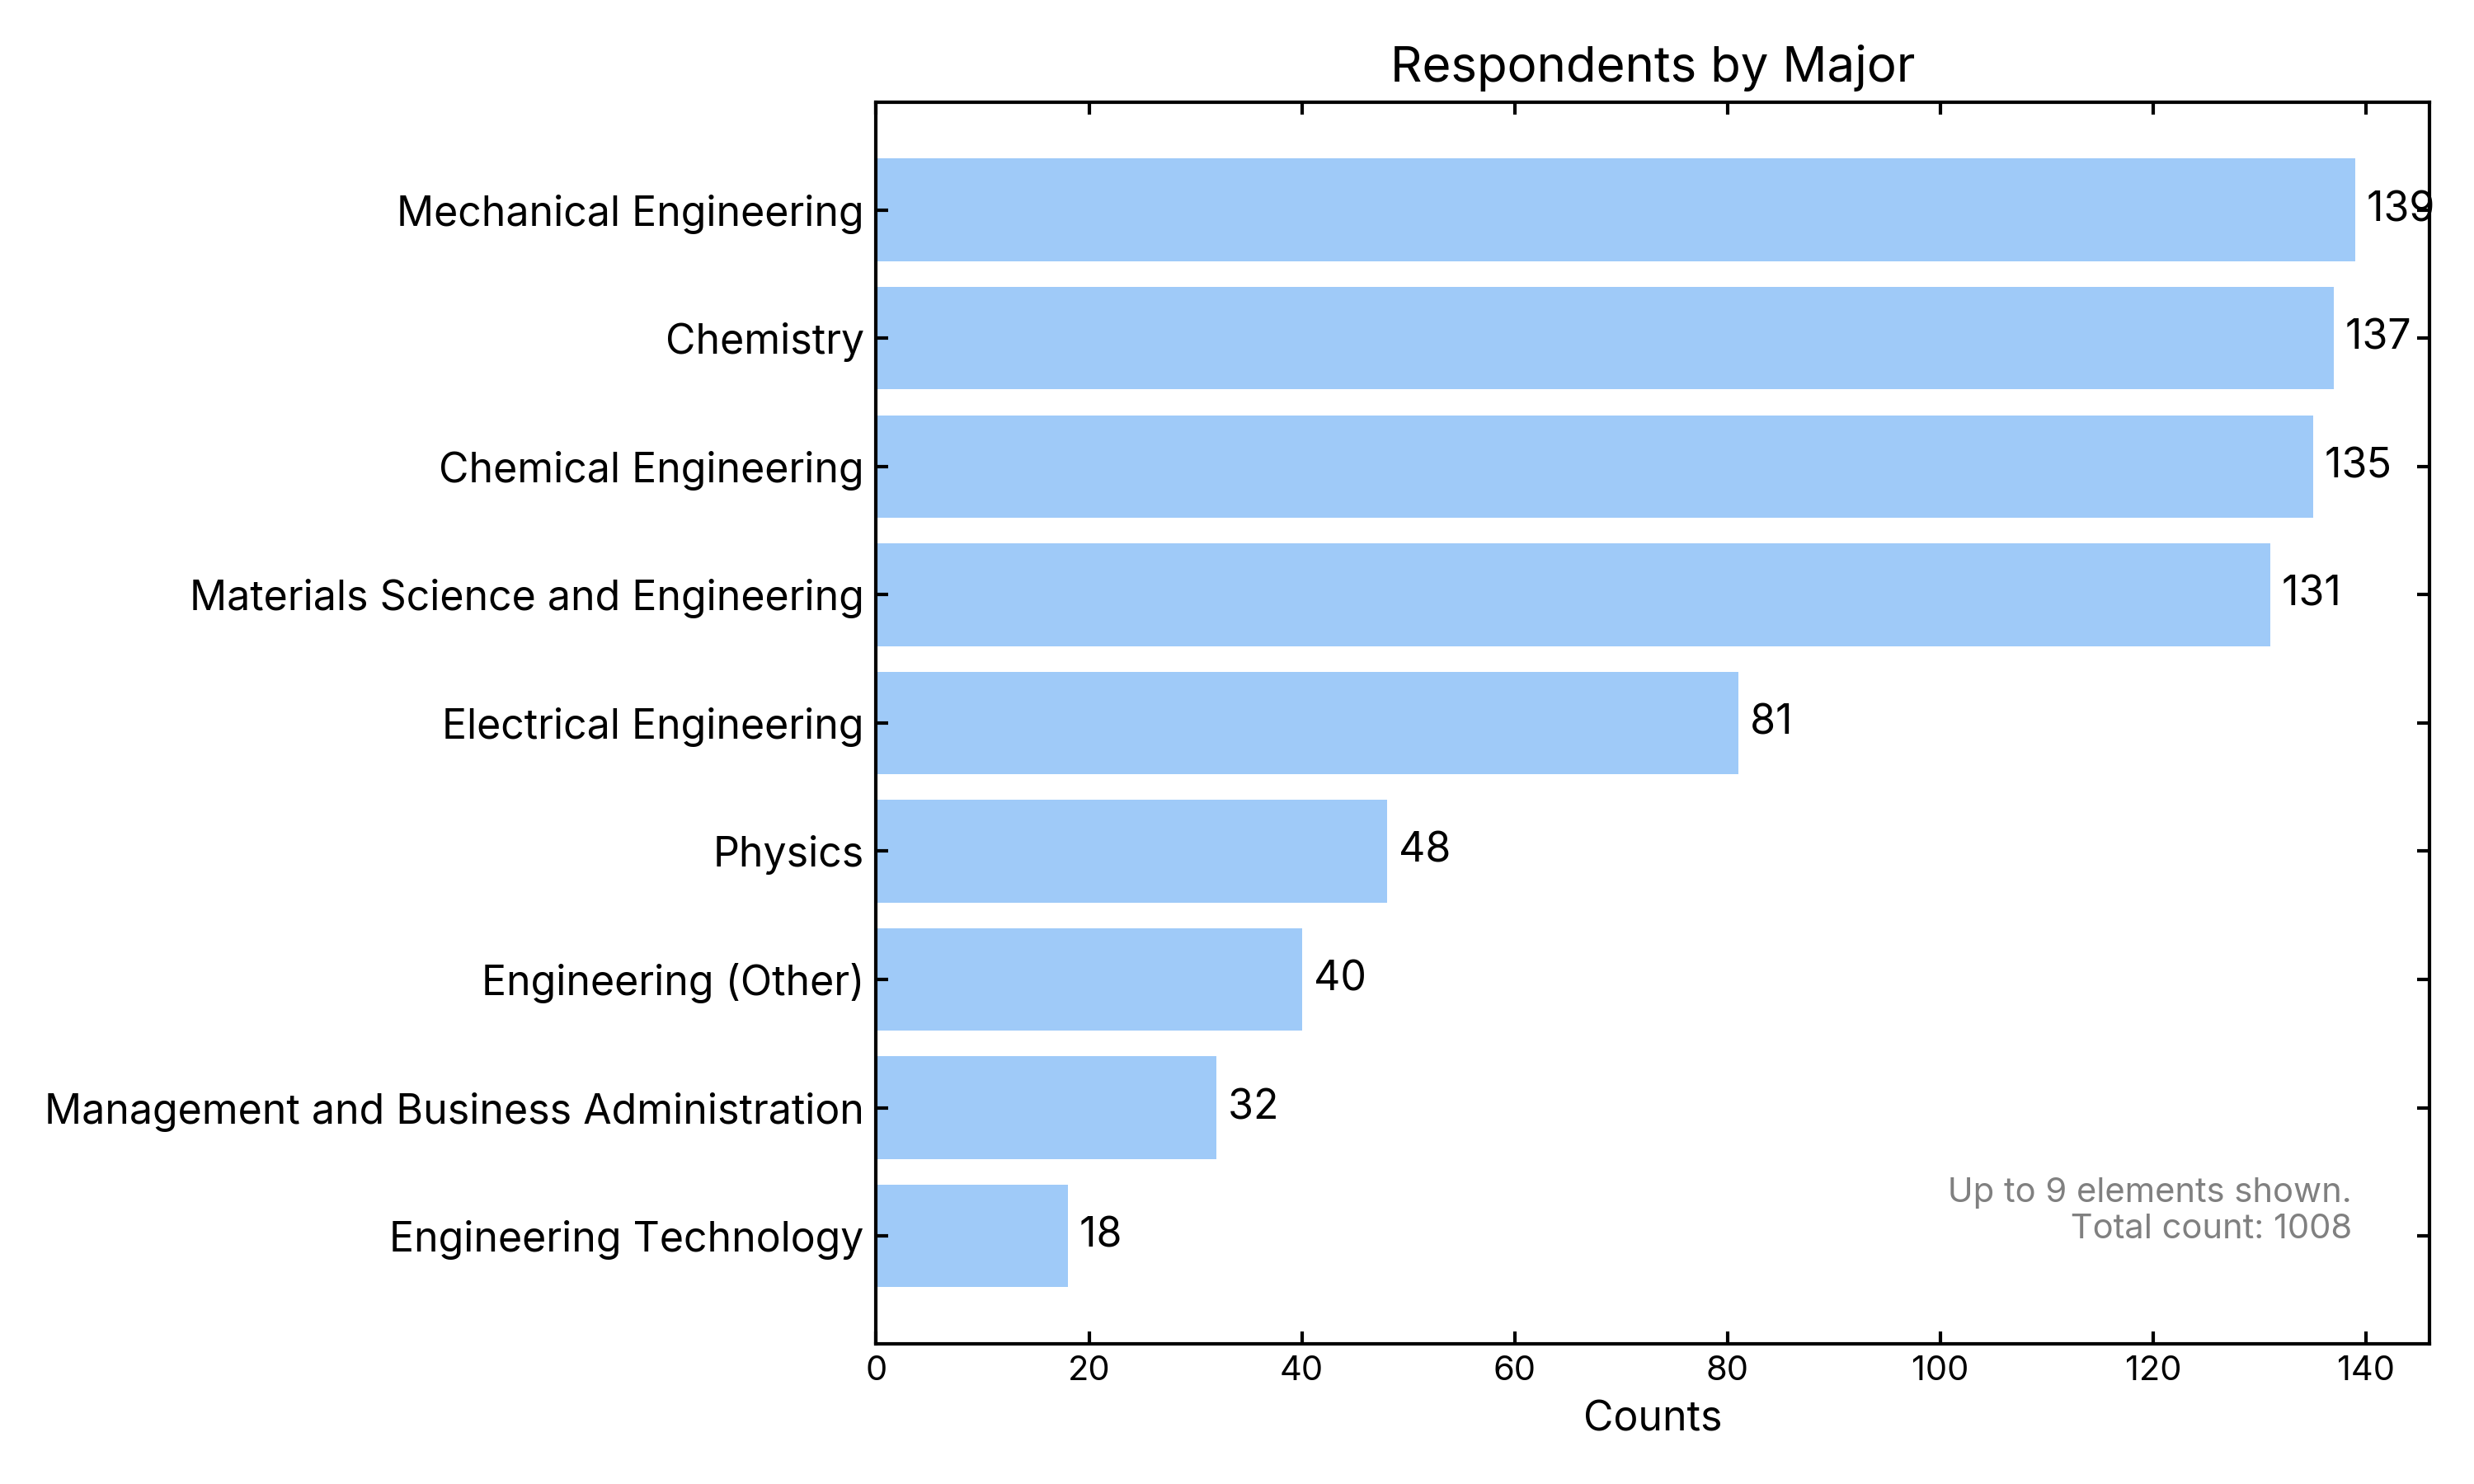 Respondents by Major
Mechanical Engineering 139
Chemistry 137
Chemical Engineering 135
Materials Science and Engineering 131
Electrical Engineering 81
Physics 48
Engineering (Other) 40
Management and Business Administration 32
Engineering Technology 18
Up to 9 elements shown.
Total count: 1008
0 20 40 60 80 100 120 140
Counts